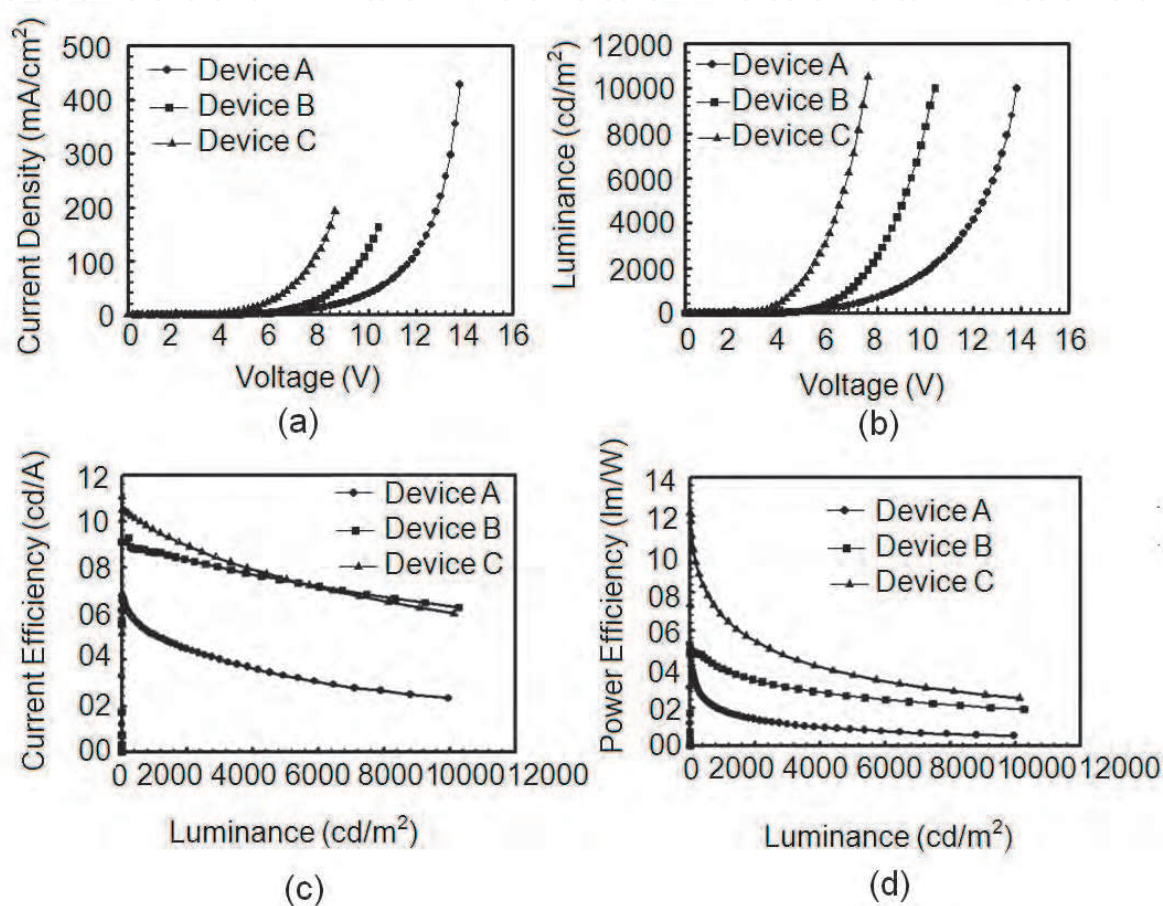 Current Density (mA/cm²)
500
400
300
200
100
0
Device A
Device B
Device C
0 2 4 6 8 10 12 14 16
Voltage (V)
(a)
Luminance (cd/m²)
12000
10000
8000
6000
4000
2000
0
Device A
Device B
Device C
0 2 4 6 8 10 12 14 16
Voltage (V)
(b)
Current Efficiency (cd/A)
12
10
08
06
04
02
00
Device A
Device B
Device C
0 2000 4000 6000 8000 10000 12000
Luminance (cd/m²)
(c)
Power Efficiency (lm/W)
14
12
10
08
06
04
02
00
Device A
Device B
Device C
0 2000 4000 6000 8000 10000 12000
Luminance (cd/m²)
(d)